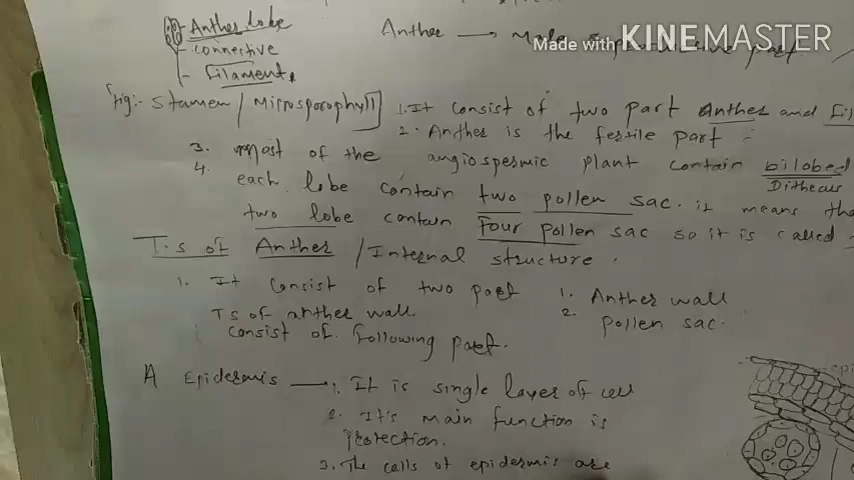 Anther lobe
connective
Filament
Anther → Male reproductive part
Made with KINEMASTER
Fig:- Stamen / Microsporophyll
1. It consist of two part Anther and
2. Anther is the fertile part
3. Most of the angiospermic plant contain bilobed
Dithecus
4. each lobe contain two pollen sac. it means
two lobe contain Four pollen sac so it is called
T.s of Anther / Internal structure.
1. It consist of two part
1. Anther wall
2. pollen sac.
TS of anther wall
consist of following part.
A Epidermis → 1. It is single layer of cell
2. It's main function is
protection.
3. The cells of epidermis are
epi